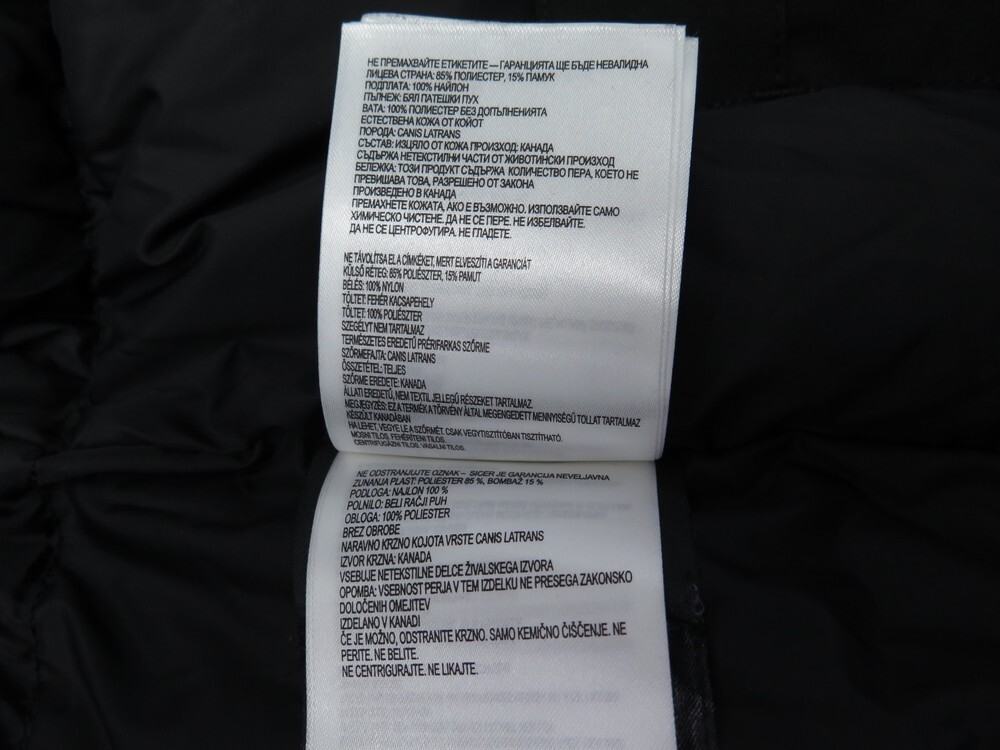 НЕ ПРЕМАХВАЙТЕ ЕТИКЕТИТЕ — ГАРАНЦИЯТА ЩЕ БЪДЕ НЕВАЛИДНА
ЛИЦЕВА СТРАНА: 85% ПОЛИЕСТЕР, 15% ПАМУК
ПОДПЛАТА: 100% НАЙЛОН
ПЪЛНЕЖ: БЯЛ ПАТЕШКИ ПУХ
ВАТА: 100% ПОЛИЕСТЕР БЕЗ ДОПЪЛНЕНИЯТА
ЕСТЕСТВЕНА КОЖА ОТ КОЙОТ
ПОРОДА: CANIS LATRANS
СЪСТАВ: ИЗЦЯЛО ОТ КОЖА ПРОИЗХОД: КАНАДА
СЪДЪРЖА НЕТЕКСТИЛНИ ЧАСТИ ОТ ЖИВОТИНСКИ ПРОИЗХОД
БЕЛЕЖКА: ТОЗИ ПРОДУКТ СЪДЪРЖА КОЛИЧЕСТВО ПЕРА, КОЕТО НЕ
ПРЕВИШАВА ТОВА, РАЗРЕШЕНО ОТ ЗАКОНА
ПРОИЗВЕДЕНО В КАНАДА
ПРЕМАХНЕТЕ КОЖАТА, АКО Е ВЪЗМОЖНО. ИЗПОЛЗВАЙТЕ САМО
ХИМИЧЕСКО ЧИСТЕНЕ. ДА НЕ СЕ ПЕРЕ. НЕ ИЗБЕЛВАЙТЕ.
ДА НЕ СЕ ЦЕНТРОФУГИРА. НЕ ГЛАДЕТЕ.
NE TÁVOLÍTSA EL A CÍMKÉKET, MERT ELVESZÍTI A GARANCIÁT
KÜLSŐ RÉTEG: 85% POLIÉSZTER, 15% PAMUT
BÉLÉS: 100% NYLON
TÖLTET: FEHÉR KACSAPEHELY
TÖLTET: 100% POLIÉSZTER
SZEGÉLYT NEM TARTALMAZ
TERMÉSZETES EREDETŰ PRÉRIFARKAS SZŐRME
SZŐRMEFAJTA: CANIS LATRANS
ÖSSZETÉTEL: TELJES
SZŐRME EREDETE: KANADA
ÁLLATI EREDETŰ, NEM TEXTIL JELLEGŰ RÉSZEKET TARTALMAZ
MEGJEGYZÉS: EZ A TERMÉK A TÖRVÉNY ÁLTAL MEGENGEDETT MENNYISÉGŰ TOLLAT TARTALMAZ
KÉSZÜLT KANADÁBAN
HA LEHET, VEGYE LE A SZŐRMÉT. CSAK VEGYTISZTÍTÓBAN TISZTÍTHATÓ.
MOSNI TILOS. FEHÉRÍTENI TILOS.
CENTRIFUGÁZNI TILOS. VASALNI TILOS.
NE ODSTRANJUJTE OZNAK – SICER JE GARANCIJA NEVELJAVNA
ZUNANJA PLAST: POLIESTER 85 %, BOMBAŽ 15 %
PODLOGA: NAJLON 100 %
POLNILO: BELI RAČJI PUH
OBLOGA: 100% POLIESTER
BREZ OBROBE
NARAVNO KRZNO KOJOTA VRSTE CANIS LATRANS
IZVOR KRZNA: KANADA
VSEBUJE NETEKSTILNE DELCE ŽIVALSKEGA IZVORA
OPOMBA: VSEBNOST PERJA V TEM IZDELKU NE PRESEGA ZAKONSKO
DOLOČENIH OMEJITEV
IZDELANO V KANADI
ČE JE MOŽNO, ODSTRANITE KRZNO. SAMO KEMIČNO ČIŠČENJE. NE
PERITE. NE BELITE.
NE CENTRIGURAJTE. NE LIKAJTE.